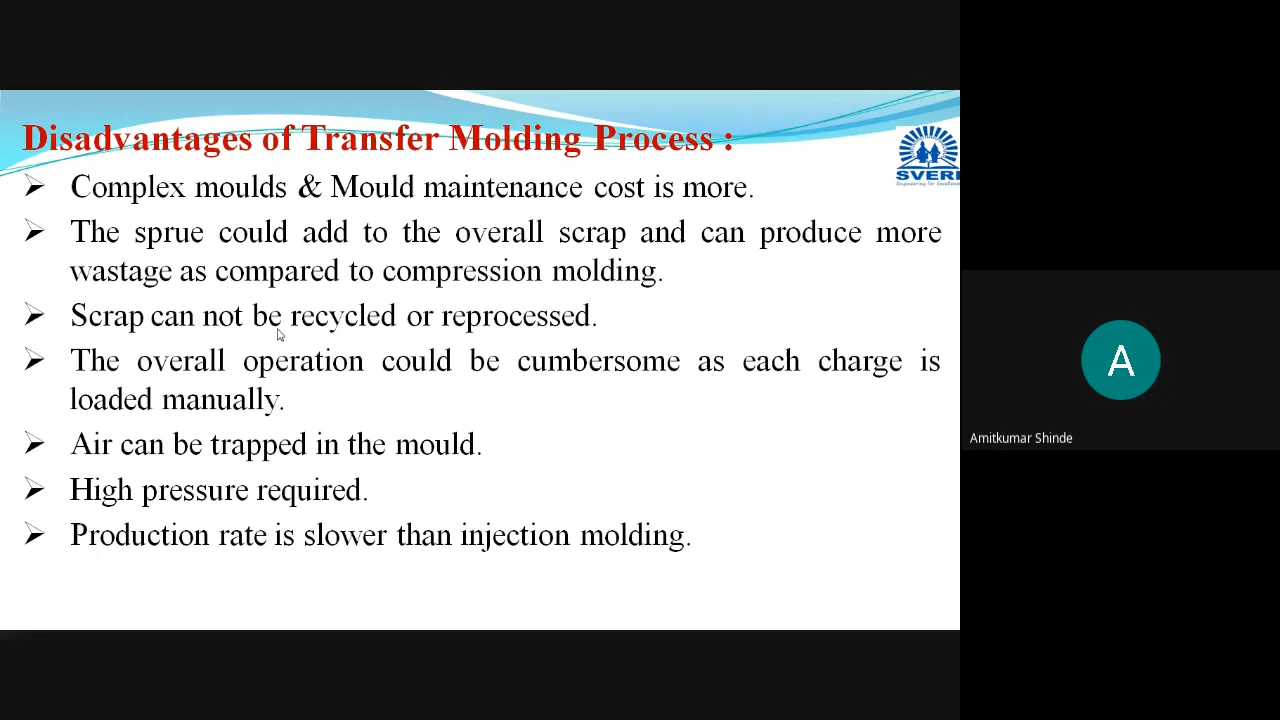 Disadvantages of Transfer Molding Process :
➢ Complex moulds & Mould maintenance cost is more.
➢ The sprue could add to the overall scrap and can produce more
wastage as compared to compression molding.
➢ Scrap can not be recycled or reprocessed.
➢ The overall operation could be cumbersome as each charge is
loaded manually.
➢ Air can be trapped in the mould.
➢ High pressure required.
➢ Production rate is slower than injection molding.
SVERI
Engineering for Excellence
A
Amitkumar Shinde